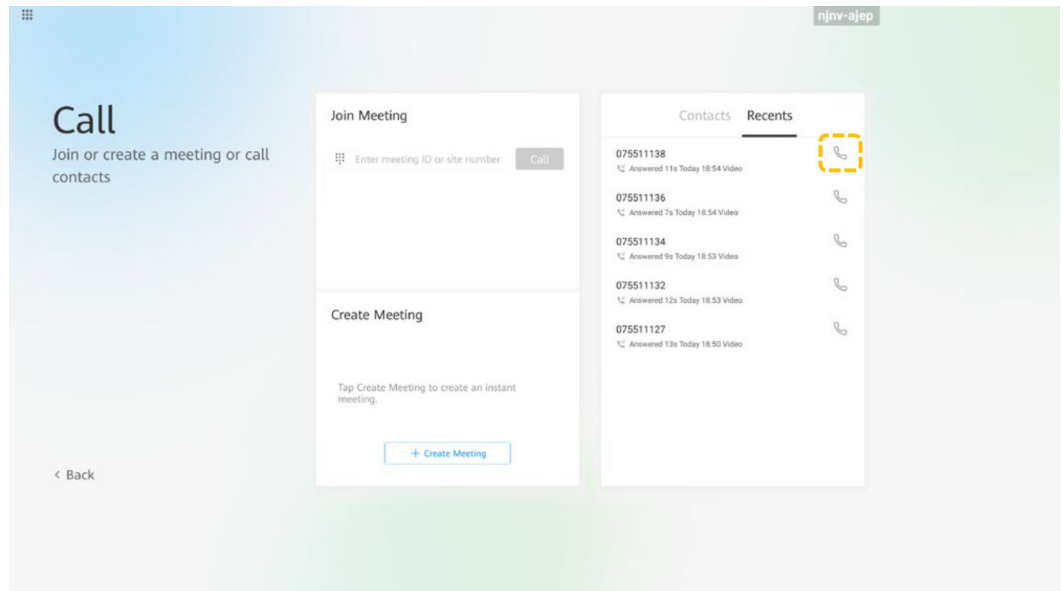 njnv-ajep
Call
Join or create a meeting or call
contacts
Join Meeting
Enter meeting ID or site number
Call
Create Meeting
Tap Create Meeting to create an instant
meeting.
+ Create Meeting
Contacts Recents
075511138
Answered 11s Today 18:54 Video
075511136
Answered 7s Today 18:54 Video
075511134
Answered 9s Today 18:53 Video
075511132
Answered 12s Today 18:53 Video
075511127
Answered 13s Today 18:50 Video
< Back